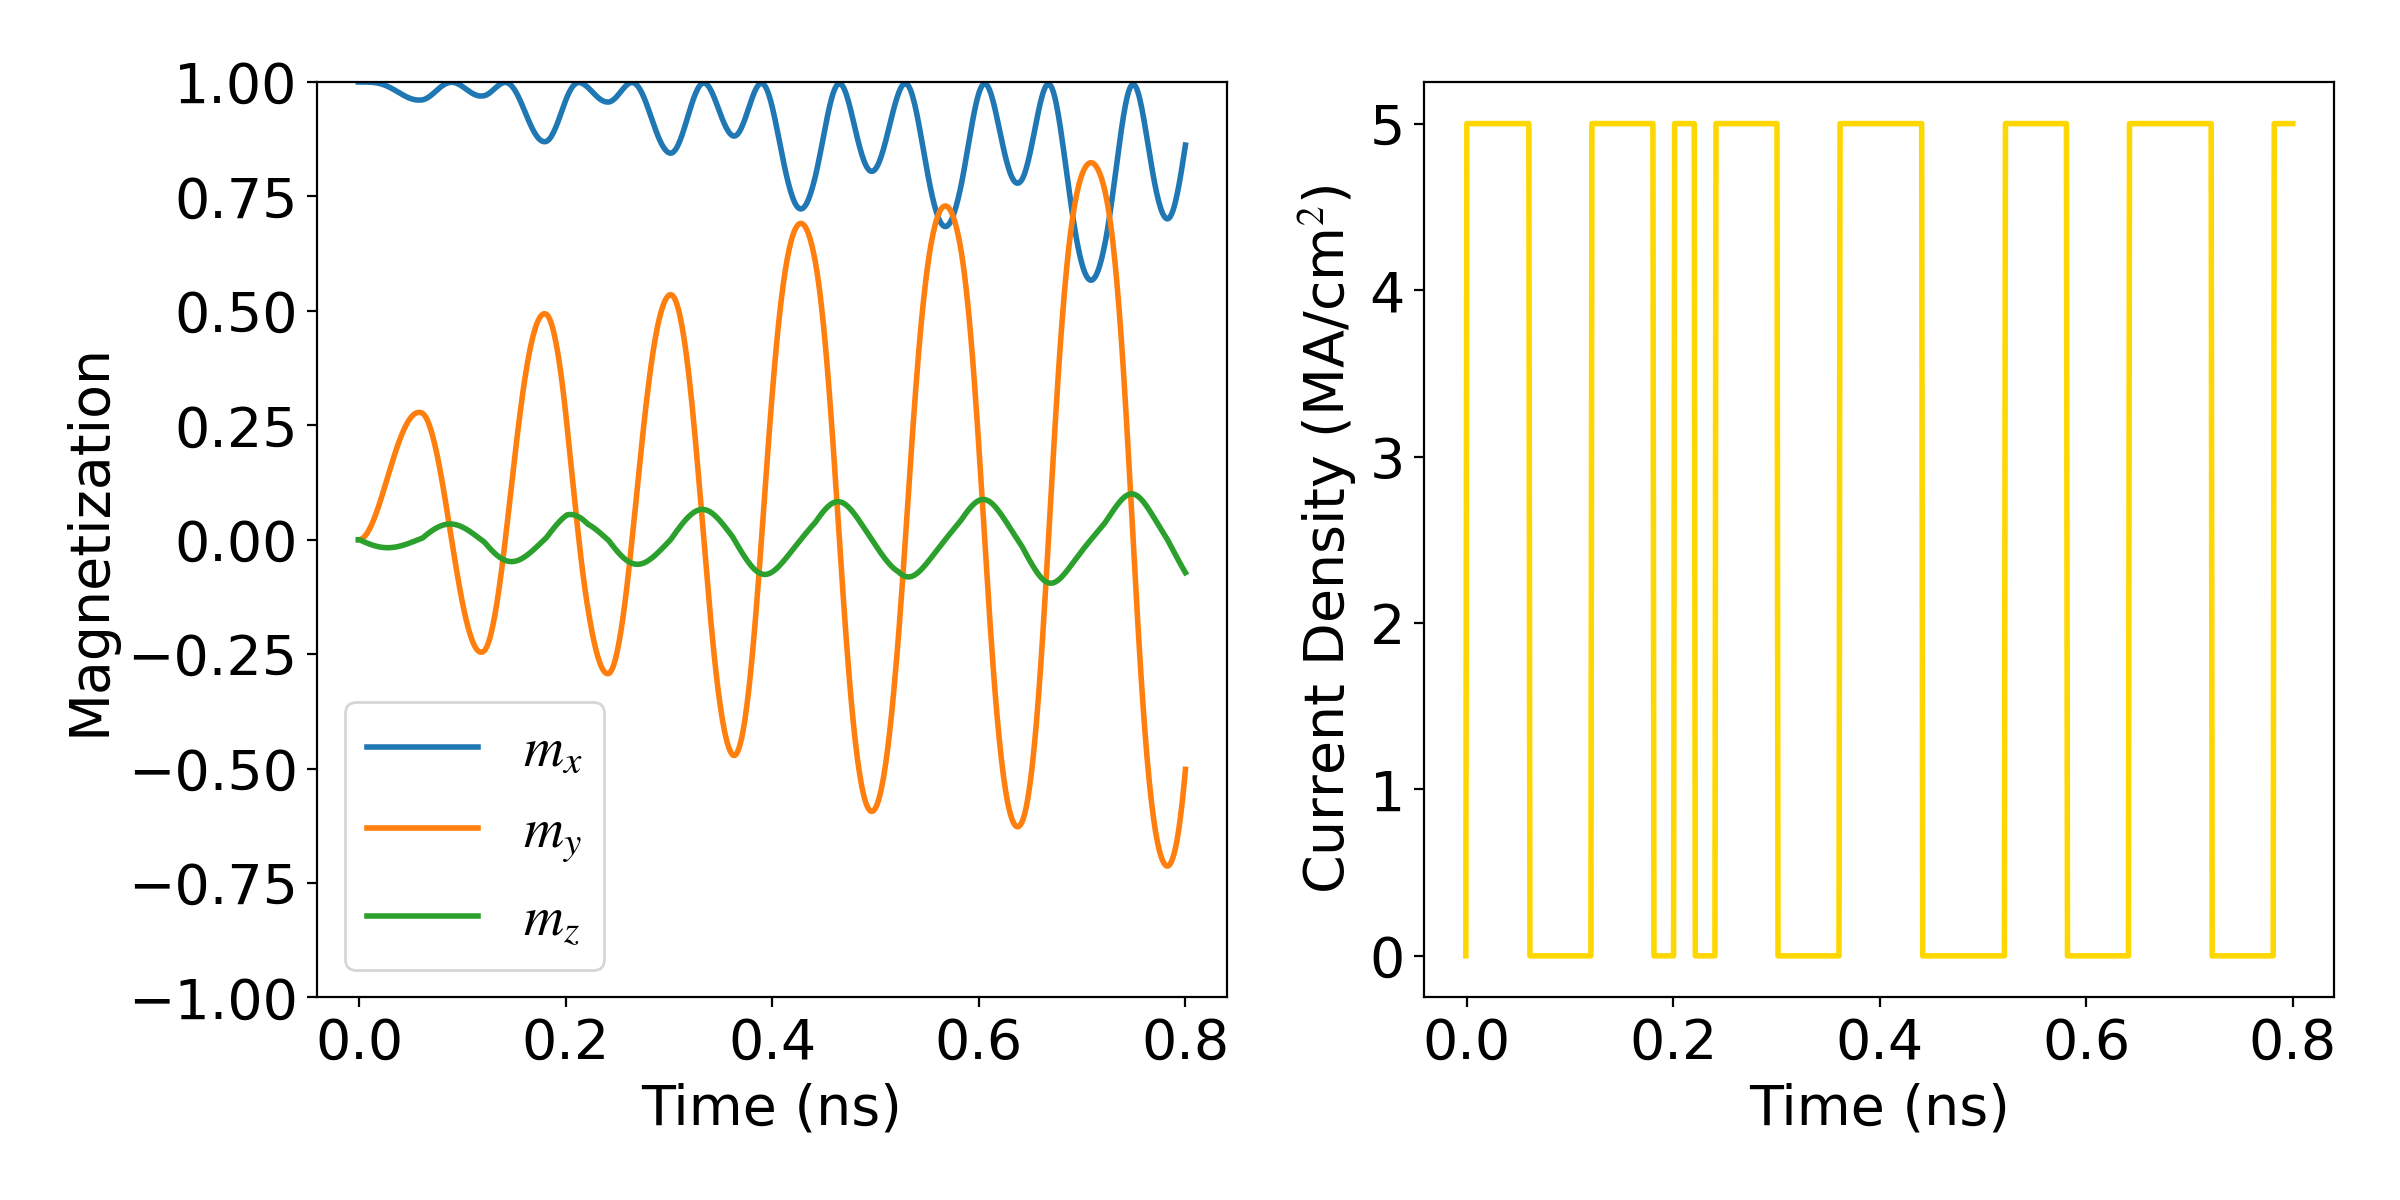 1.00
0.75
0.50
0.25
0.00
−0.25
−0.50
−0.75
−1.00
Magnetization
m_x
m_y
m_z
0.0 0.2 0.4 0.6 0.8
Time (ns)
5
4
3
2
1
0
Current Density (MA/cm²)
0.0 0.2 0.4 0.6 0.8
Time (ns)